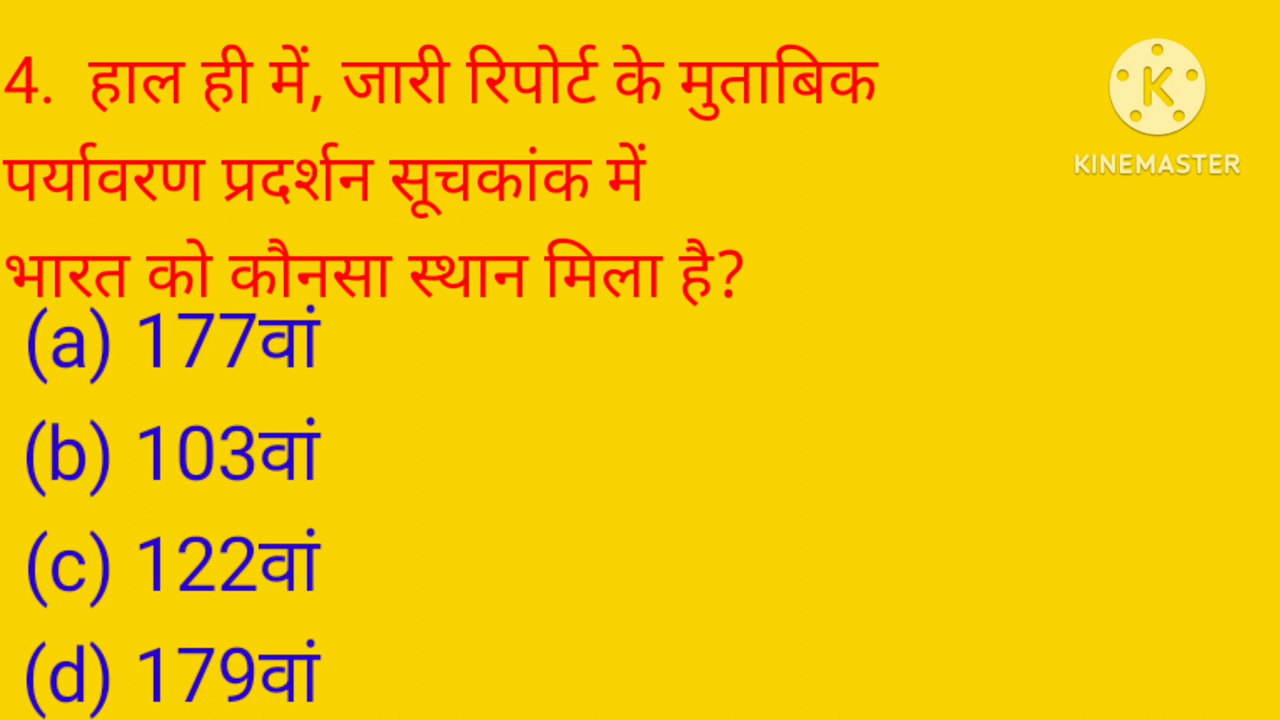 4. हाल ही में, जारी रिपोर्ट के मुताबिक
पर्यावरण प्रदर्शन सूचकांक में
भारत को कौनसा स्थान मिला है?
(a) 177वां
(b) 103वां
(c) 122वां
(d) 179वां
K
KINEMASTER